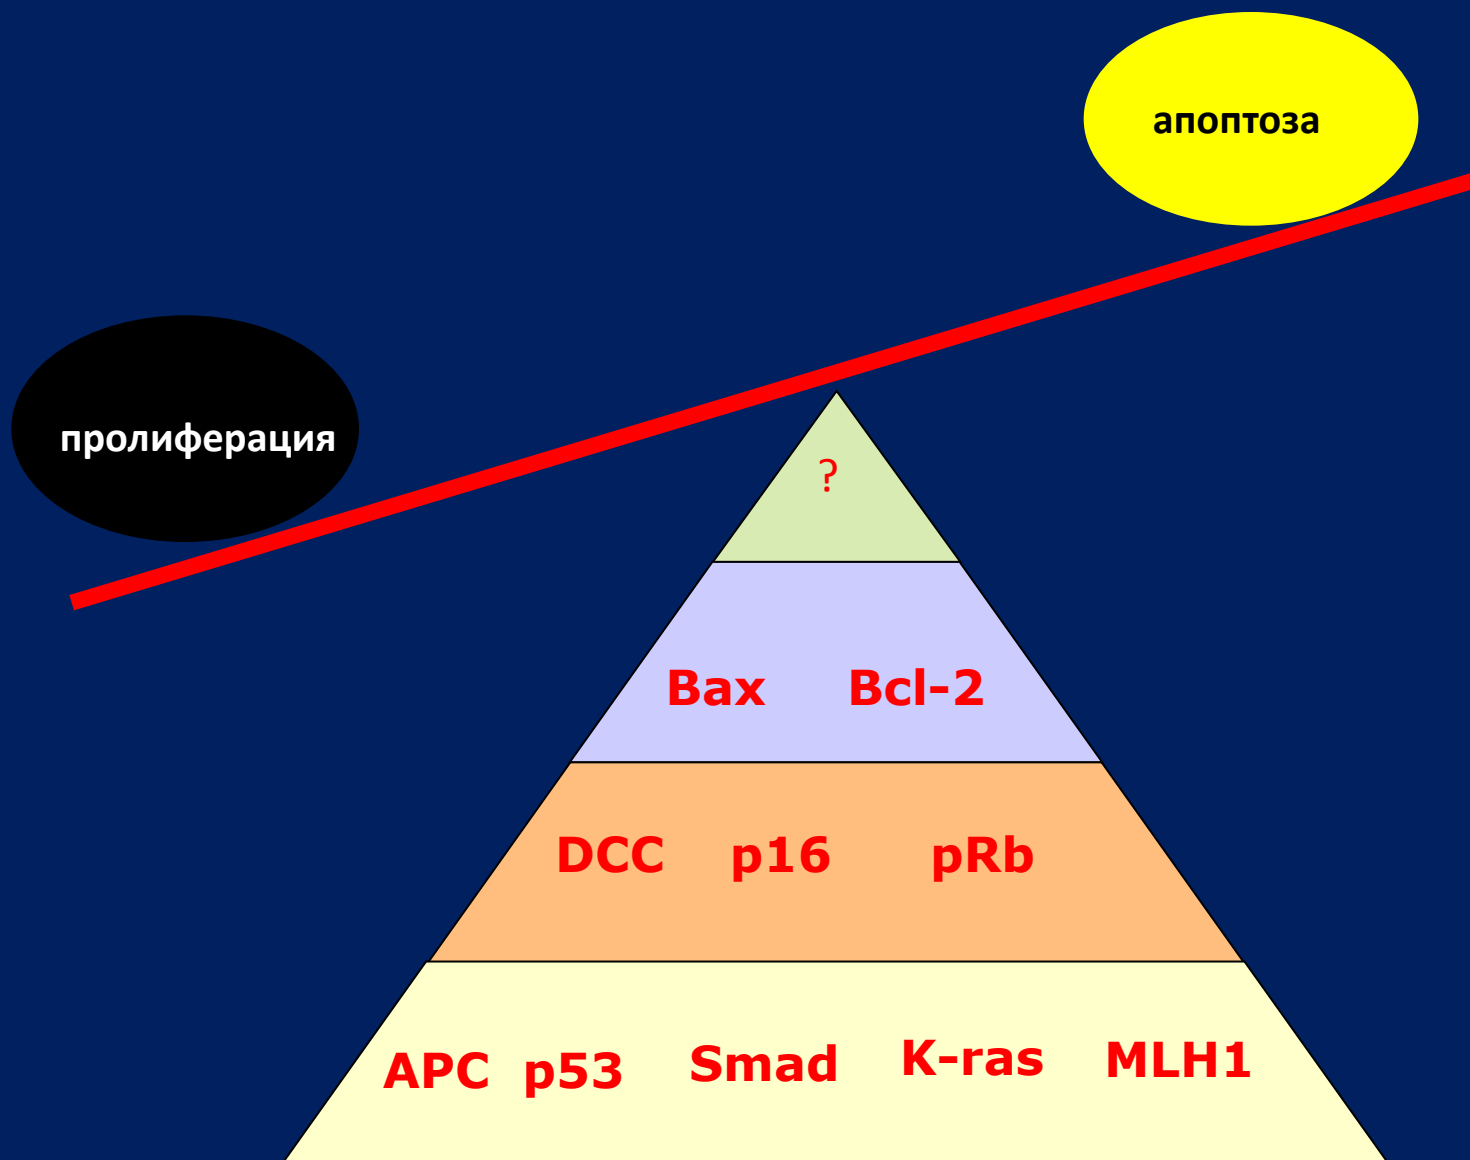 апоптоза
пролиферация
?
Bax Bcl-2
DCC p16 pRb
APC p53 Smad K-ras MLH1